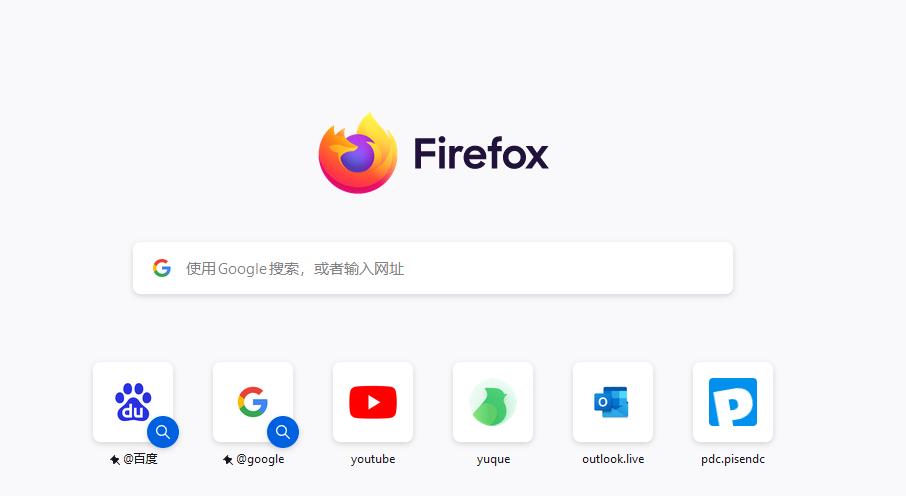 Firefox
使用Google搜索，或者输入网址
du
@百度
@google
youtube
yuque
outlook.live
pdc.pisendc